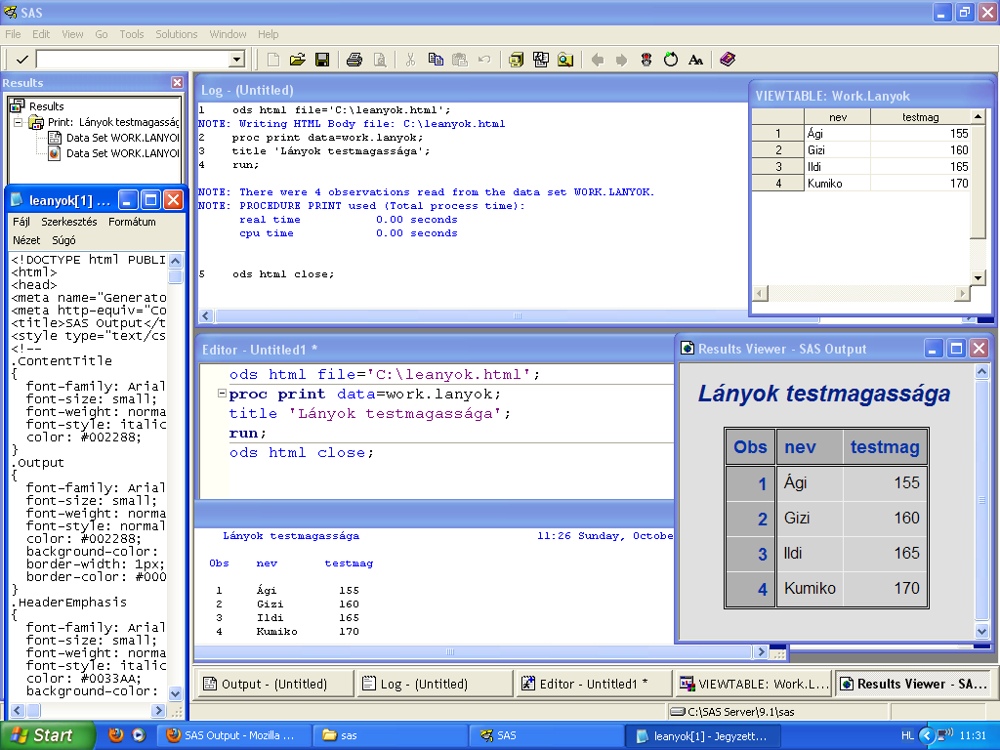 SAS
File Edit View Go Tools Solutions Window Help
Results
Results
Print: Lányok testmagasság
Data Set WORK.LANYOI
Data Set WORK.LANYOI
Log - (Untitled)
1 ods html file='C:\leanyok.html';
NOTE: Writing HTML Body file: C:\leanyok.html
2 proc print data=work.lanyok;
3 title 'Lányok testmagassága';
4 run;
NOTE: There were 4 observations read from the data set WORK.LANYOK.
NOTE: PROCEDURE PRINT used (Total process time):
real time 0.00 seconds
cpu time 0.00 seconds
5 ods html close;
VIEWTABLE: Work.Lanyok
nev testmag
1 Ági 155
2 Gizi 160
3 Ildi 165
4 Kumiko 170
leanyok[1] ...
Fájl Szerkesztés Formátum
Nézet Súgó
<!DOCTYPE html PUBLI
<html>
<head>
<meta name="Generato
<meta http-equiv="Co
<title>SAS Output</t
<style type="text/cs
<!--
.ContentTitle
{
font-family: Arial
font-size: small;
font-weight: norma
font-style: italic
color: #002288;
}
.Output
{
font-family: Arial
font-size: small;
font-weight: norma
font-style: normal
color: #002288;
background-color:
border-width: 1px;
border-color: #000
}
.HeaderEmphasis
{
font-family: Arial
font-size: small;
font-weight: norma
font-style: italic
color: #0033AA;
background-color:
Editor - Untitled1 *
ods html file='C:\leanyok.html';
proc print data=work.lanyok;
title 'Lányok testmagassága';
run;
ods html close;
Lányok testmagassága 11:26 Sunday, Octobe
Obs nev testmag
1 Ági 155
2 Gizi 160
3 Ildi 165
4 Kumiko 170
Results Viewer - SAS Output
Lányok testmagassága
Obs nev testmag
1 Ági 155
2 Gizi 160
3 Ildi 165
4 Kumiko 170
Output - (Untitled) Log - (Untitled) Editor - Untitled1 * VIEWTABLE: Work.L... Results Viewer - SA...
C:\SAS Server\9.1\sas
Start SAS Output - Mozilla ... sas SAS leanyok[1] - Jegyzett... HL 11:31